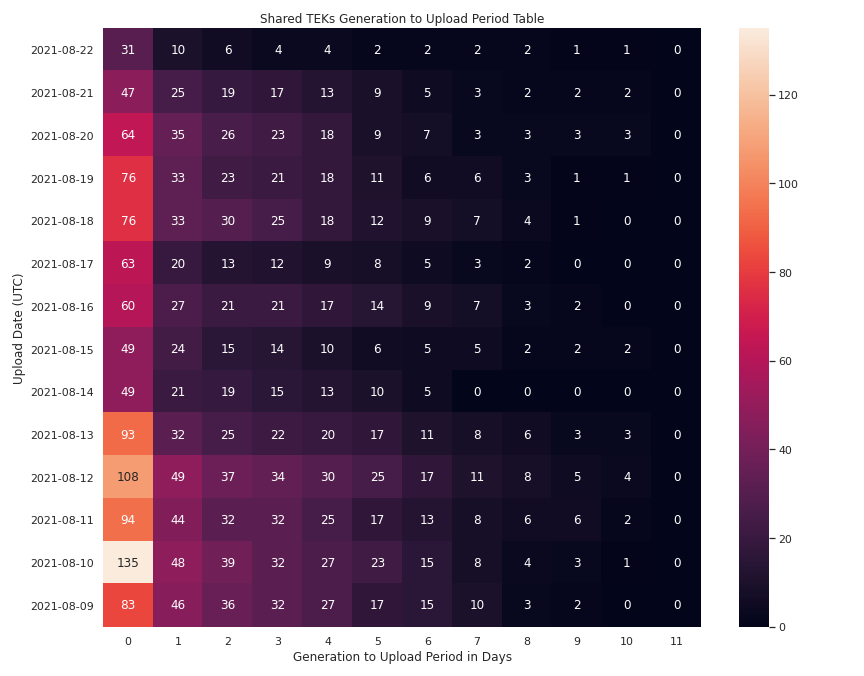 Shared TEKs Generation to Upload Period Table
Upload Date (UTC)
2021-08-22 31 10 6 4 4 2 2 2 2 1 1 0
2021-08-21 47 25 19 17 13 9 5 3 2 2 2 0
2021-08-20 64 35 26 23 18 9 7 3 3 3 3 0
2021-08-19 76 33 23 21 18 11 6 6 3 1 1 0
2021-08-18 76 33 30 25 18 12 9 7 4 1 0 0
2021-08-17 63 20 13 12 9 8 5 3 2 0 0 0
2021-08-16 60 27 21 21 17 14 9 7 3 2 0 0
2021-08-15 49 24 15 14 10 6 5 5 2 2 2 0
2021-08-14 49 21 19 15 13 10 5 0 0 0 0 0
2021-08-13 93 32 25 22 20 17 11 8 6 3 3 0
2021-08-12 108 49 37 34 30 25 17 11 8 5 4 0
2021-08-11 94 44 32 32 25 17 13 8 6 6 2 0
2021-08-10 135 48 39 32 27 23 15 8 4 3 1 0
2021-08-09 83 46 36 32 27 17 15 10 3 2 0 0
0 1 2 3 4 5 6 7 8 9 10 11
Generation to Upload Period in Days
120
100
80
60
40
20
0